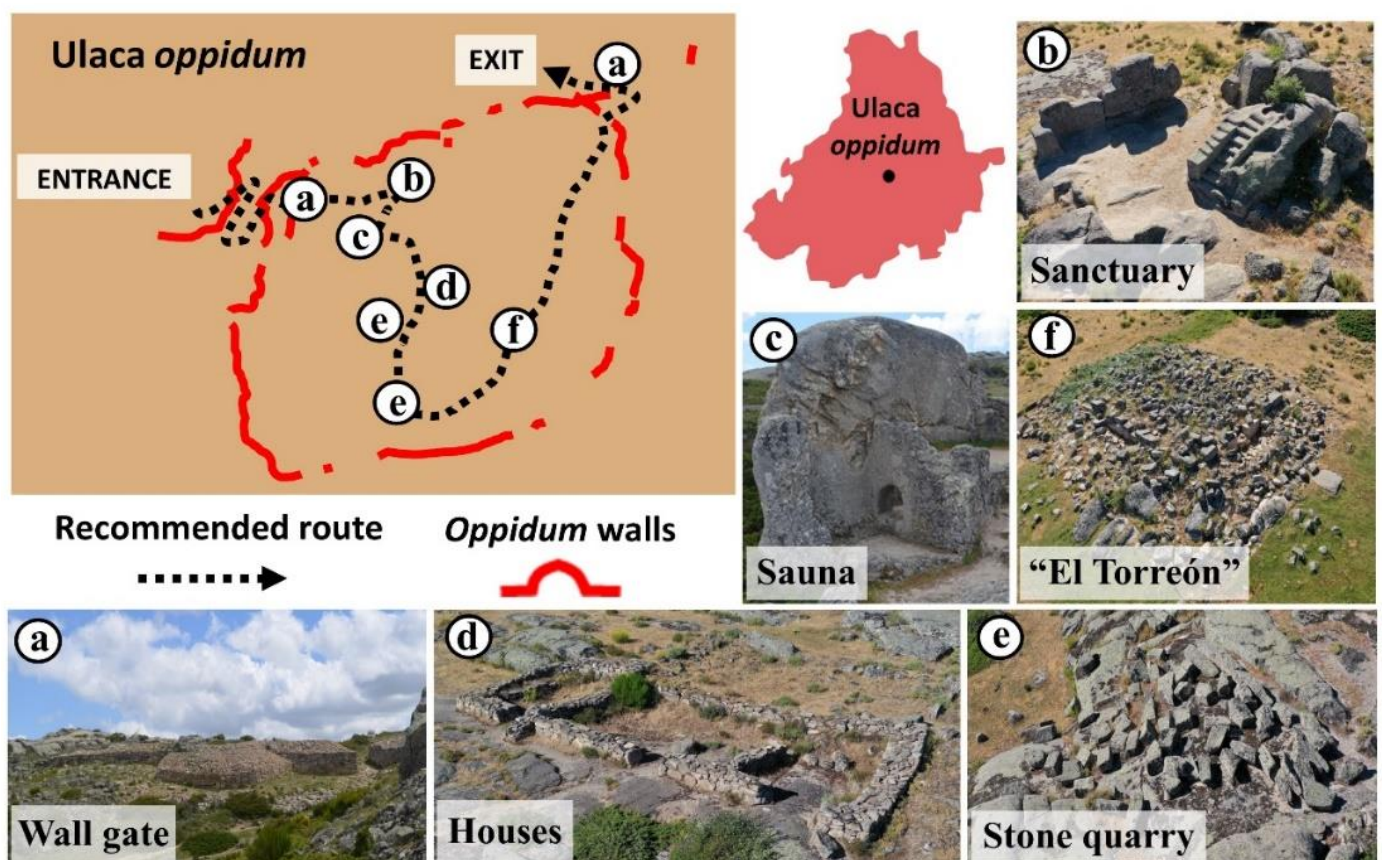 Ulaca oppidum
EXIT
a
ENTRANCE
a
b
c
d
e
f
e
Recommended route
Oppidum walls
Ulaca
oppidum
b
Sanctuary
c
Sauna
f
“El Torreón”
a
Wall gate
d
Houses
e
Stone quarry